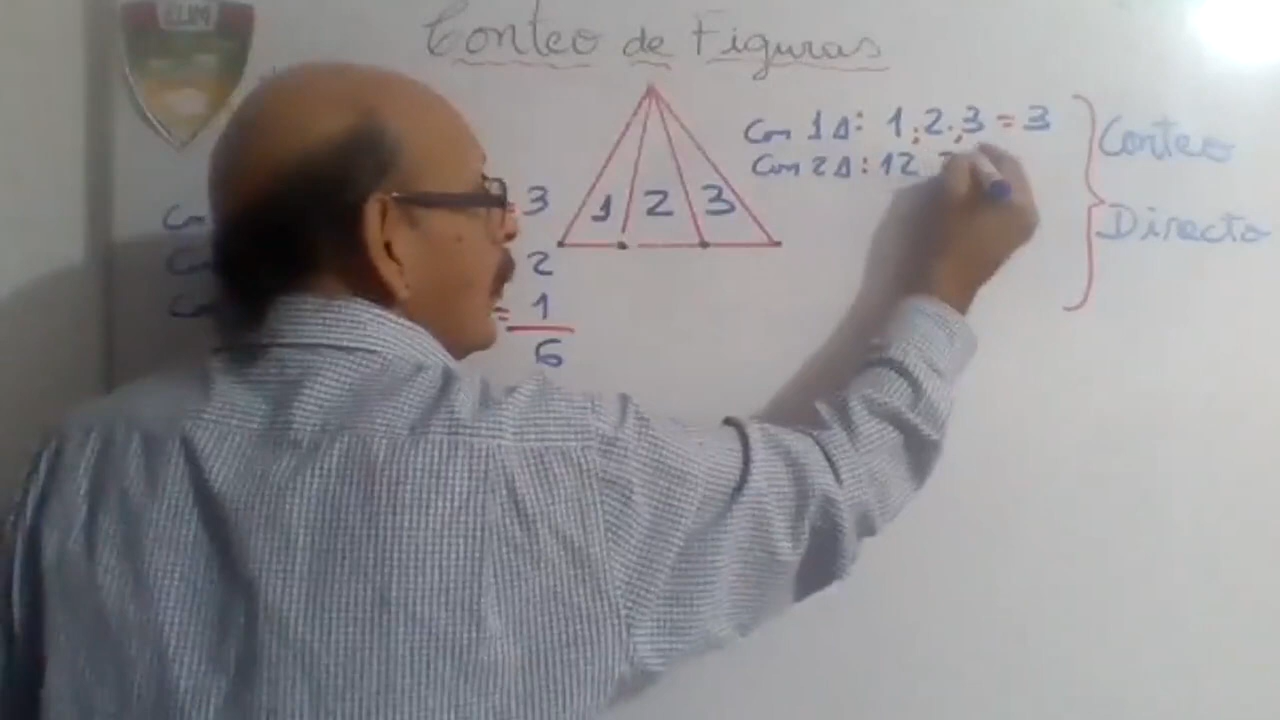 ELIM
Conteo de Figuras
Con 1Δ: 1,2,3 = 3
Con 2Δ: 12
Conteo
Directo
1 2 3
= 3
2
= 1
6